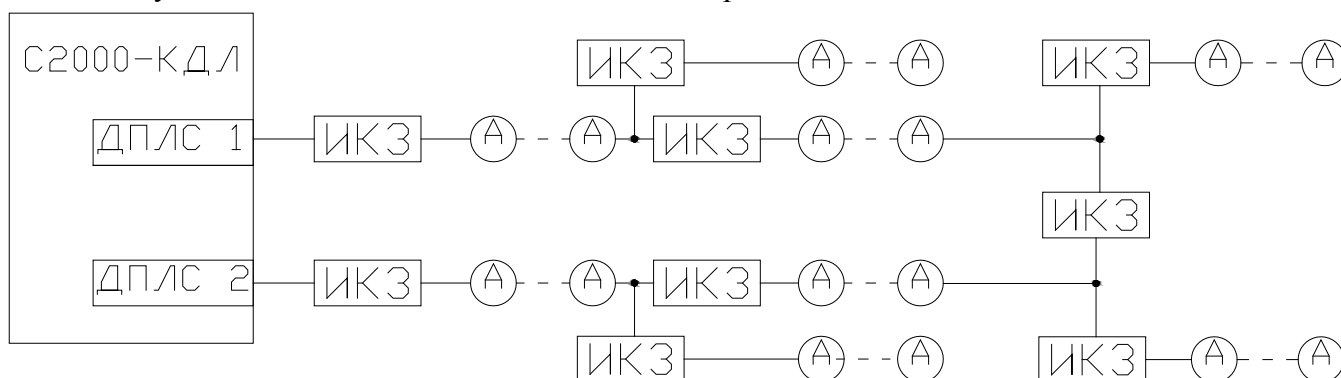 ИКЗ А А ИКЗ А А
С2000-КДЛ
ДПЛС 1 ИКЗ А А ИКЗ А А
ИКЗ
ДПЛС 2 ИКЗ А А ИКЗ А А
ИКЗ А А ИКЗ А А